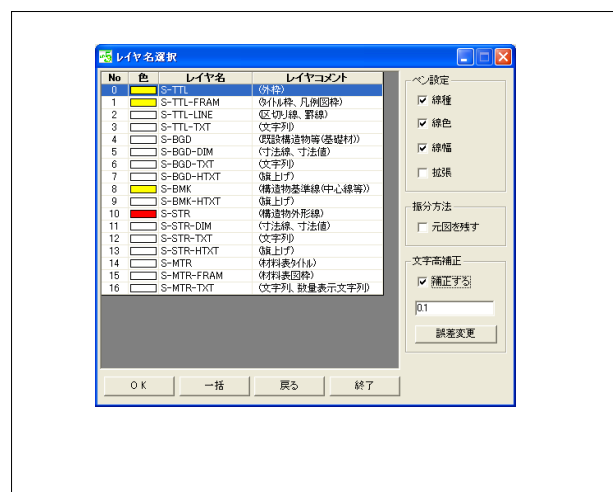 レイヤ名選択
No 色 レイヤ名 レイヤコメント
0 S-TTL (外枠)
1 S-TTL-FRAM (タイトル枠、凡例図枠)
2 S-TTL-LINE (区切り線、罫線)
3 S-TTL-TXT (文字列)
4 S-BGD (既設構造物等(基礎材))
5 S-BGD-DIM (寸法線、寸法値)
6 S-BGD-TXT (文字列)
7 S-BGD-HTXT (旗上げ)
8 S-BMK (構造物基準線(中心線等))
9 S-BMK-HTXT (旗上げ)
10 S-STR (構造物外形線)
11 S-STR-DIM (寸法線、寸法値)
12 S-STR-TXT (文字列)
13 S-STR-HTXT (旗上げ)
14 S-MTR (材料表タイトル)
15 S-MTR-FRAM (材料表図枠)
16 S-MTR-TXT (文字列、数量表示文字列)
ペン設定
線種
線色
線幅
拡張
振分方法
元図を残す
文字高補正
補正する
0.1
誤差変更
OK 一括 戻る 終了